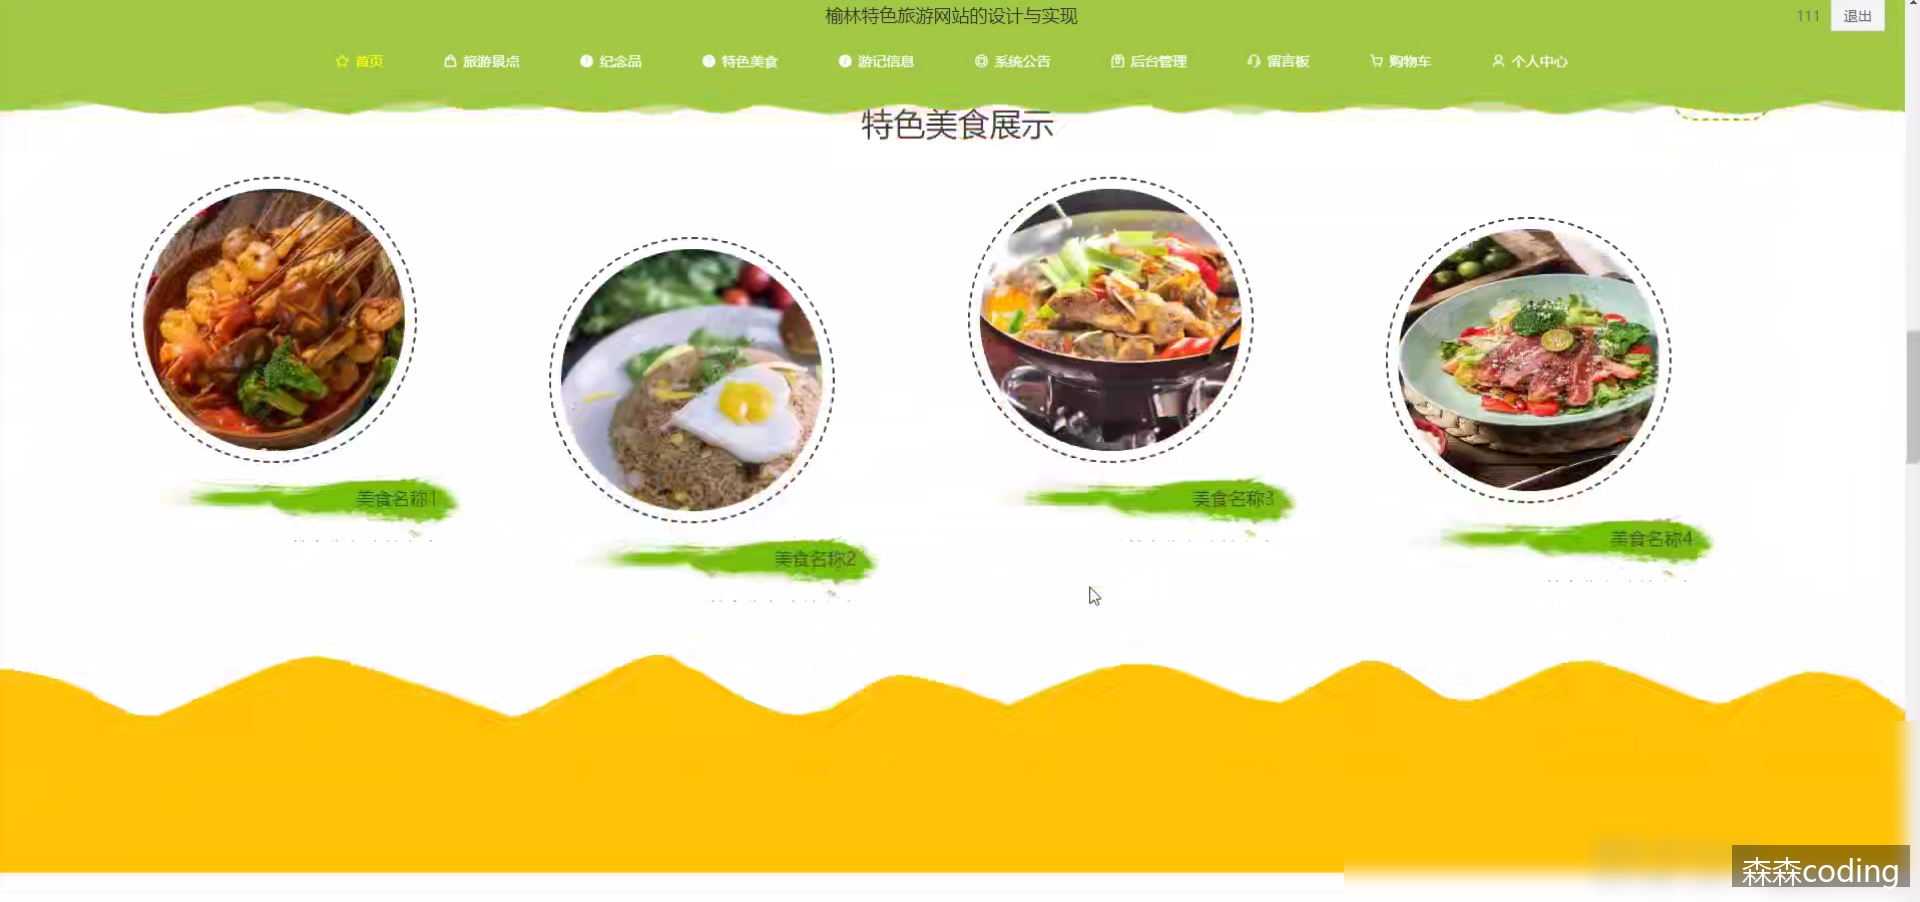 榆林特色旅游网站的设计与实现
111 退出
首页 旅游景点 纪念品 特色美食 游记信息 系统公告 后台管理 留言板 购物车 个人中心
特色美食展示
美食名称1
美食名称2
美食名称3
美食名称4
森森coding